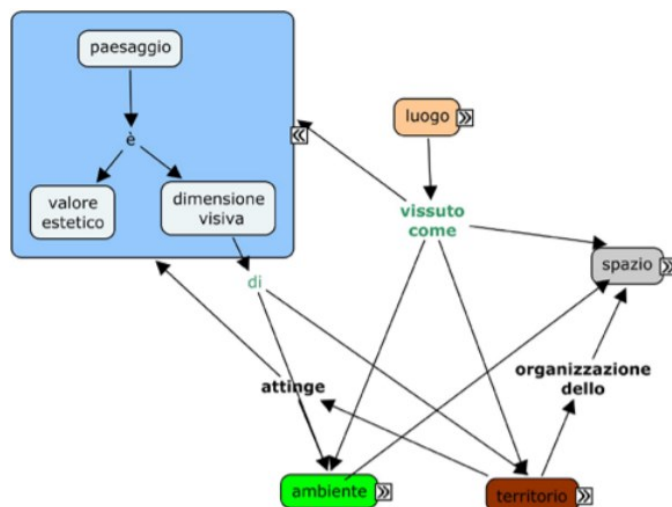 paesaggio
luogo
è
valore
estetico
dimensione
visiva
vissuto
come
spazio
di
organizzazione
dello
attinge
ambiente
territorio